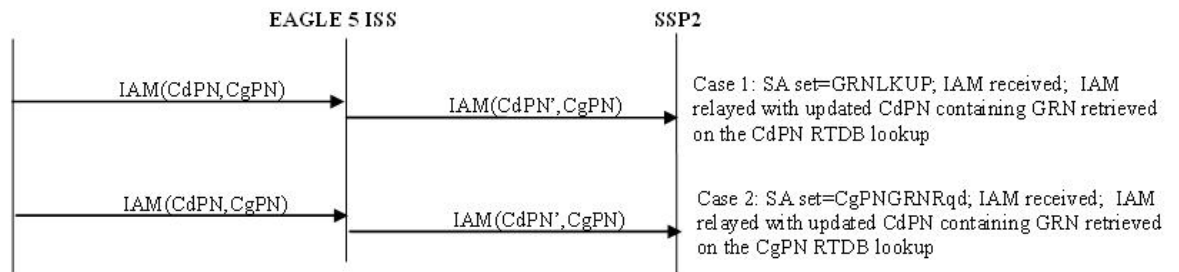 EAGLE 5 ISS
SSP2
IAM(CdPN,CgPN)
IAM(CdPN',CgPN)
Case 1: SA set=GRNLKUP; IAM received; IAM
relayed with updated CdPN containing GRN retrieved
on the CdPN RTDB lookup
IAM(CdPN,CgPN)
IAM(CdPN',CgPN)
Case 2: SA set=CgPNGRNRqd; IAM received; IAM
relayed with updated CdPN containing GRN retrieved
on the CgPN RTDB lookup